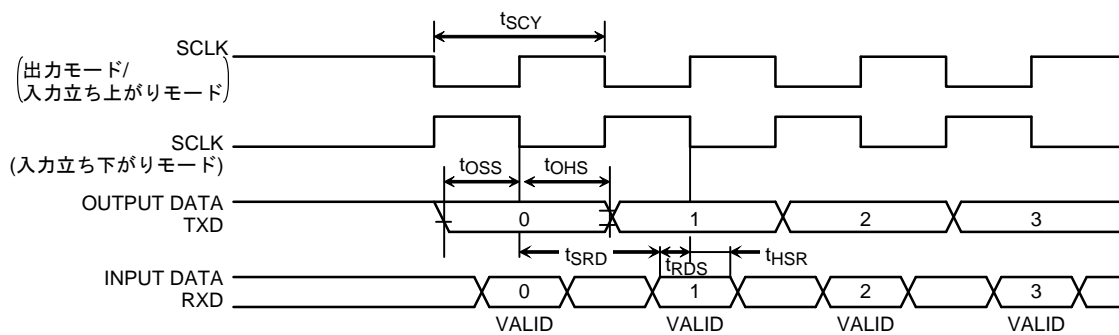 tSCY
SCLK
(出力モード/
入力立ち上がりモード)
SCLK
(入力立ち下がりモード)
tOSS
tOHS
OUTPUT DATA
TXD
0
1
2
3
tSRD
tRDS
tHSR
INPUT DATA
RXD
0
1
2
3
VALID
VALID
VALID
VALID